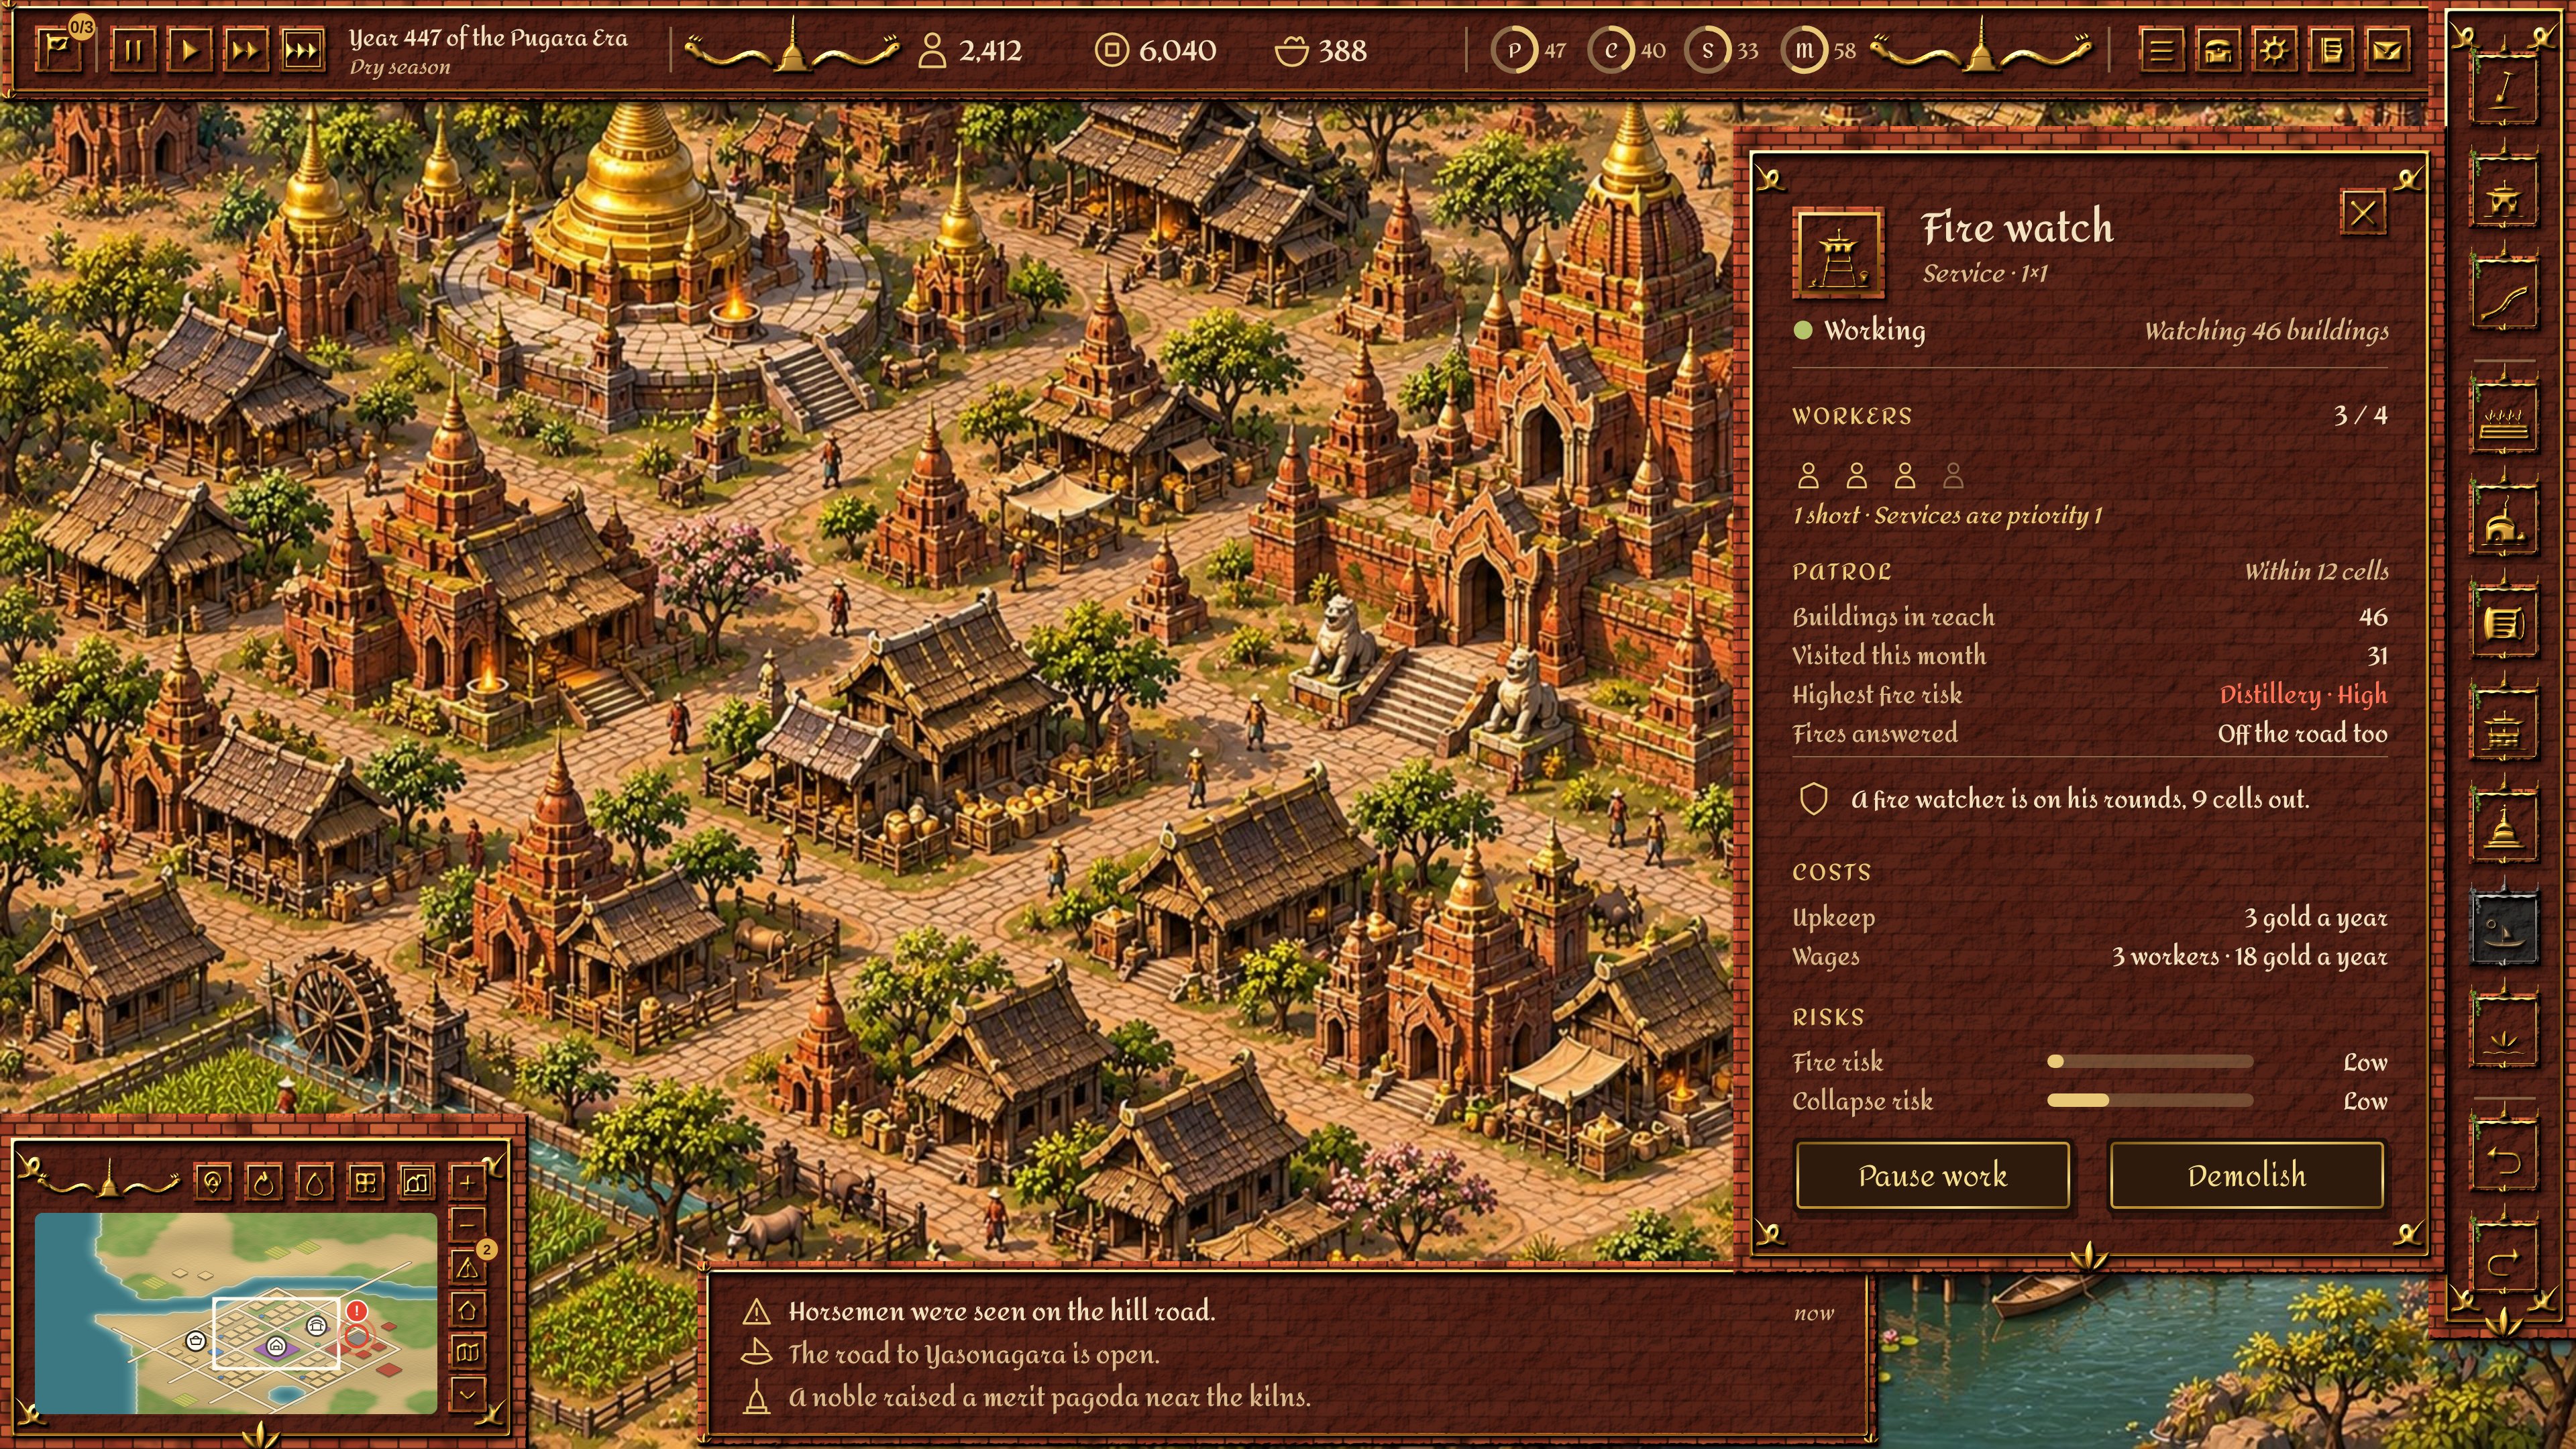 0/3
Year 447 of the Pugara Era
Dry season
2,412
6,040
388
P 47
C 40
S 33
M 58
Fire watch
Service · 1×1
Working
Watching 46 buildings
WORKERS
3 / 4
1 short · Services are priority 1
PATROL
Within 12 cells
Buildings in reach
46
Visited this month
31
Highest fire risk
Distillery · High
Fires answered
Off the road too
A fire watcher is on his rounds, 9 cells out.
COSTS
Upkeep
3 gold a year
Wages
3 workers · 18 gold a year
RISKS
Fire risk
Low
Collapse risk
Low
Pause work
Demolish
2
!
Horsemen were seen on the hill road.
now
The road to Yasonagara is open.
A noble raised a merit pagoda near the kilns.